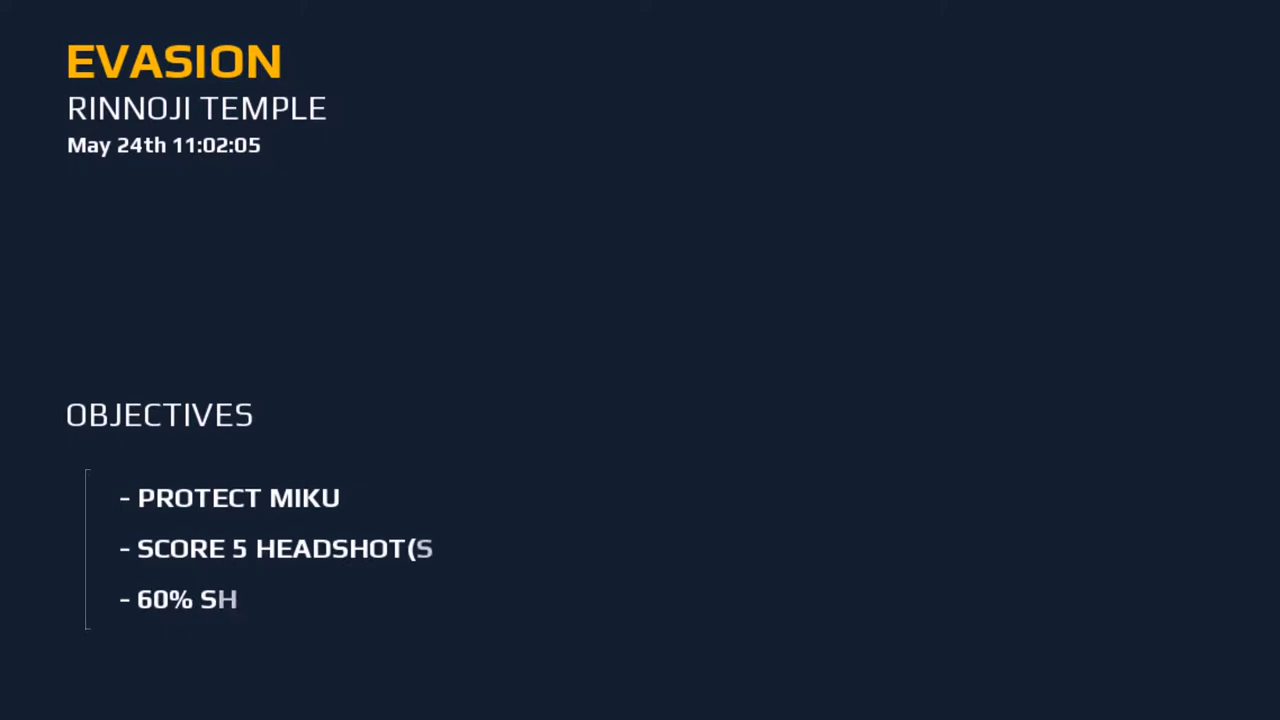 EVASION
RINNOJI TEMPLE
May 24th 11:02:05
OBJECTIVES
- PROTECT MIKU
- SCORE 5 HEADSHOT(S
- 60% SH